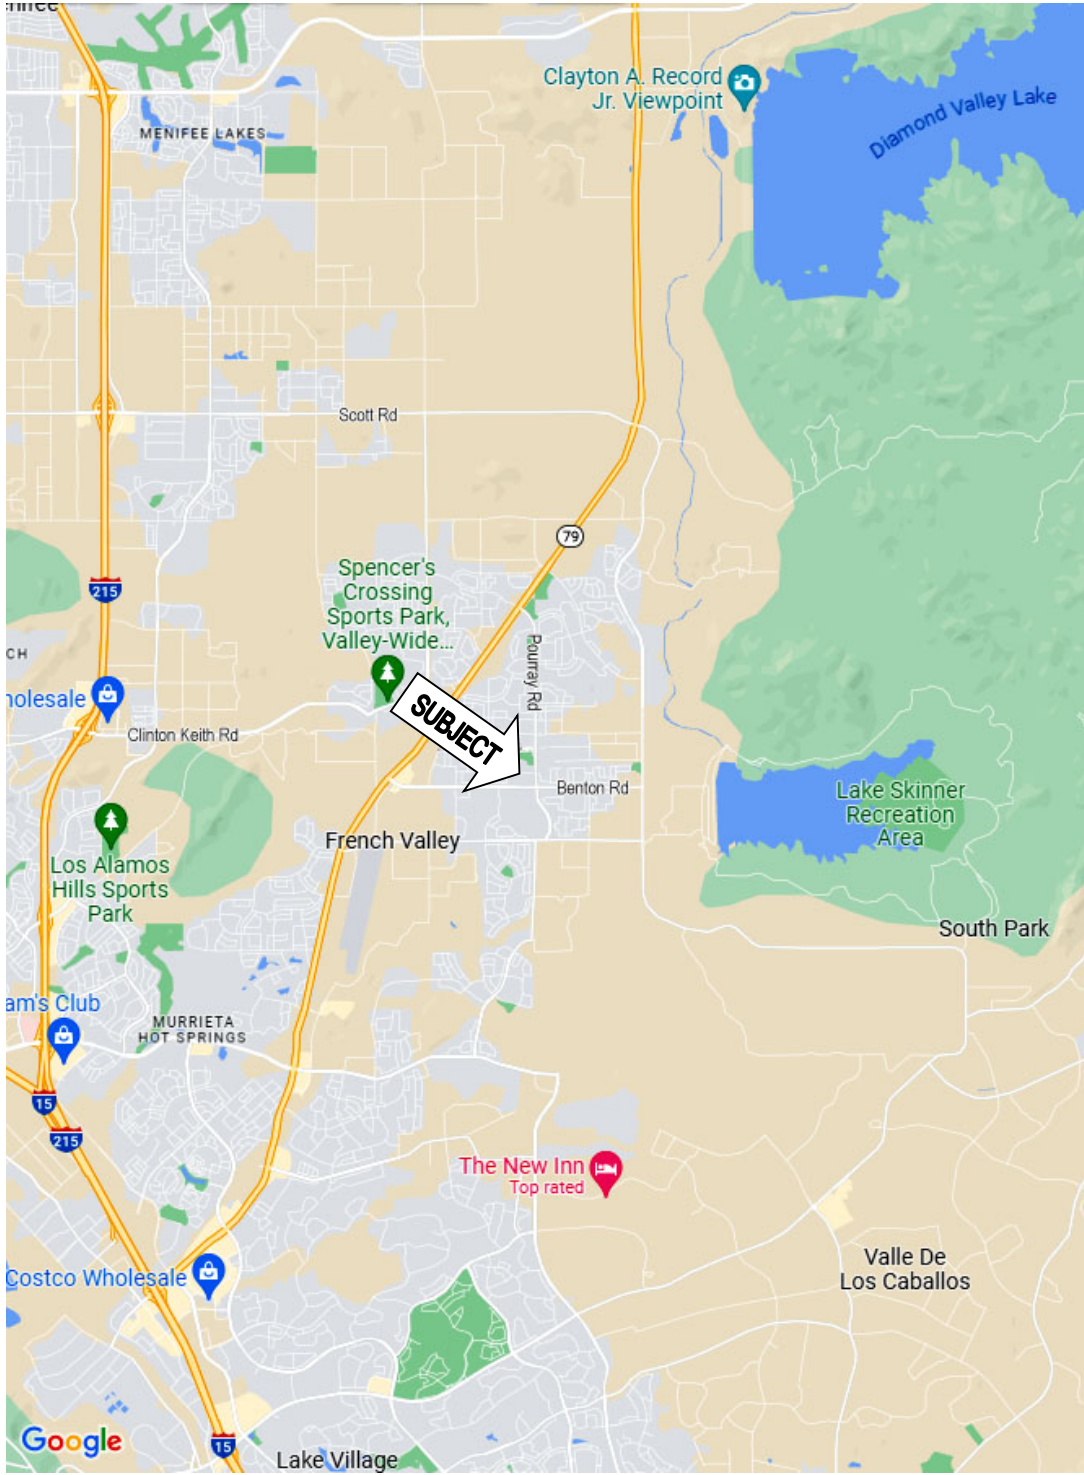 Clayton A. Record
Jr. Viewpoint
Diamond Valley Lake
MENIFEE LAKES
Scott Rd
79
215
Spencer's
Crossing
Sports Park,
Valley-Wide...
CH
Pourray Rd
holesale
SUBJECT
Clinton Keith Rd
Benton Rd
Lake Skinner
Recreation
Area
French Valley
Los Alamos
Hills Sports
Park
South Park
am's Club
MURRIETA
HOT SPRINGS
15
215
The New Inn
Top rated
Valle De
Los Caballos
Costco Wholesale
Google
15
Lake Village